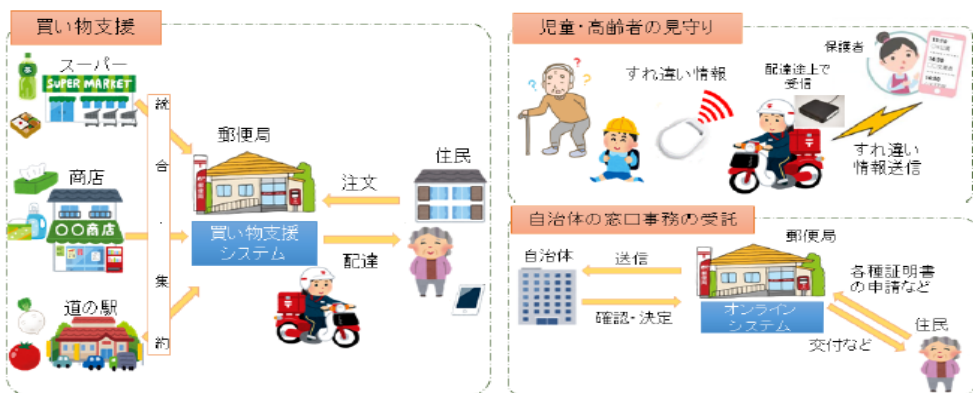 買い物支援
スーパー
SUPER MARKET
商店
〇〇商店
道の駅
統合・集約
郵便局
買い物支援
システム
注文
配達
住民
児童・高齢者の見守り
すれ違い情報
配達途上で
受信
保護者
すれ違い
情報送信
自治体の窓口事務の受託
自治体
送信
確認・決定
郵便局
オンライン
システム
各種証明書
の申請など
交付など
住民